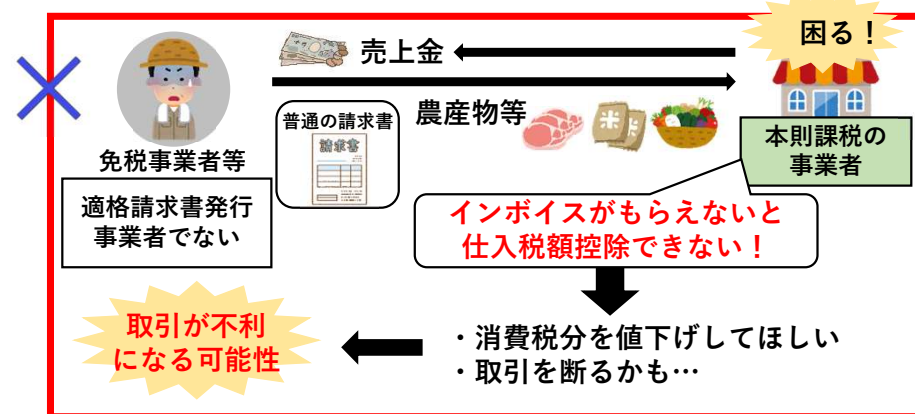 困る！
売上金
農産物等
普通の請求書
請求書
米
米
免税事業者等
適格請求書発行
事業者でない
本則課税の
事業者
インボイスがもらえないと
仕入税額控除できない！
・消費税分を値下げしてほしい
・取引を断るかも…
取引が不利
になる可能性